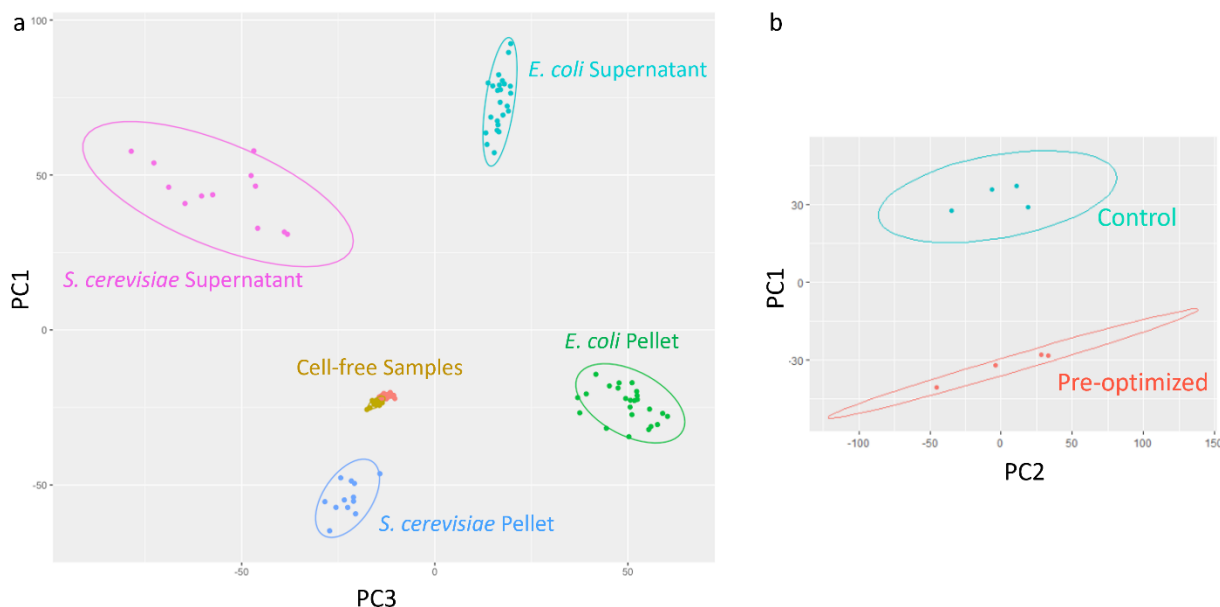 a
100
50
0
-50
-50
0
50
PC1
PC3
E. coli Supernatant
S. cerevisiae Supernatant
E. coli Pellet
Cell-free Samples
S. cerevisiae Pellet
b
30
0
-30
-100
-50
0
50
100
150
PC1
PC2
Control
Pre-optimized